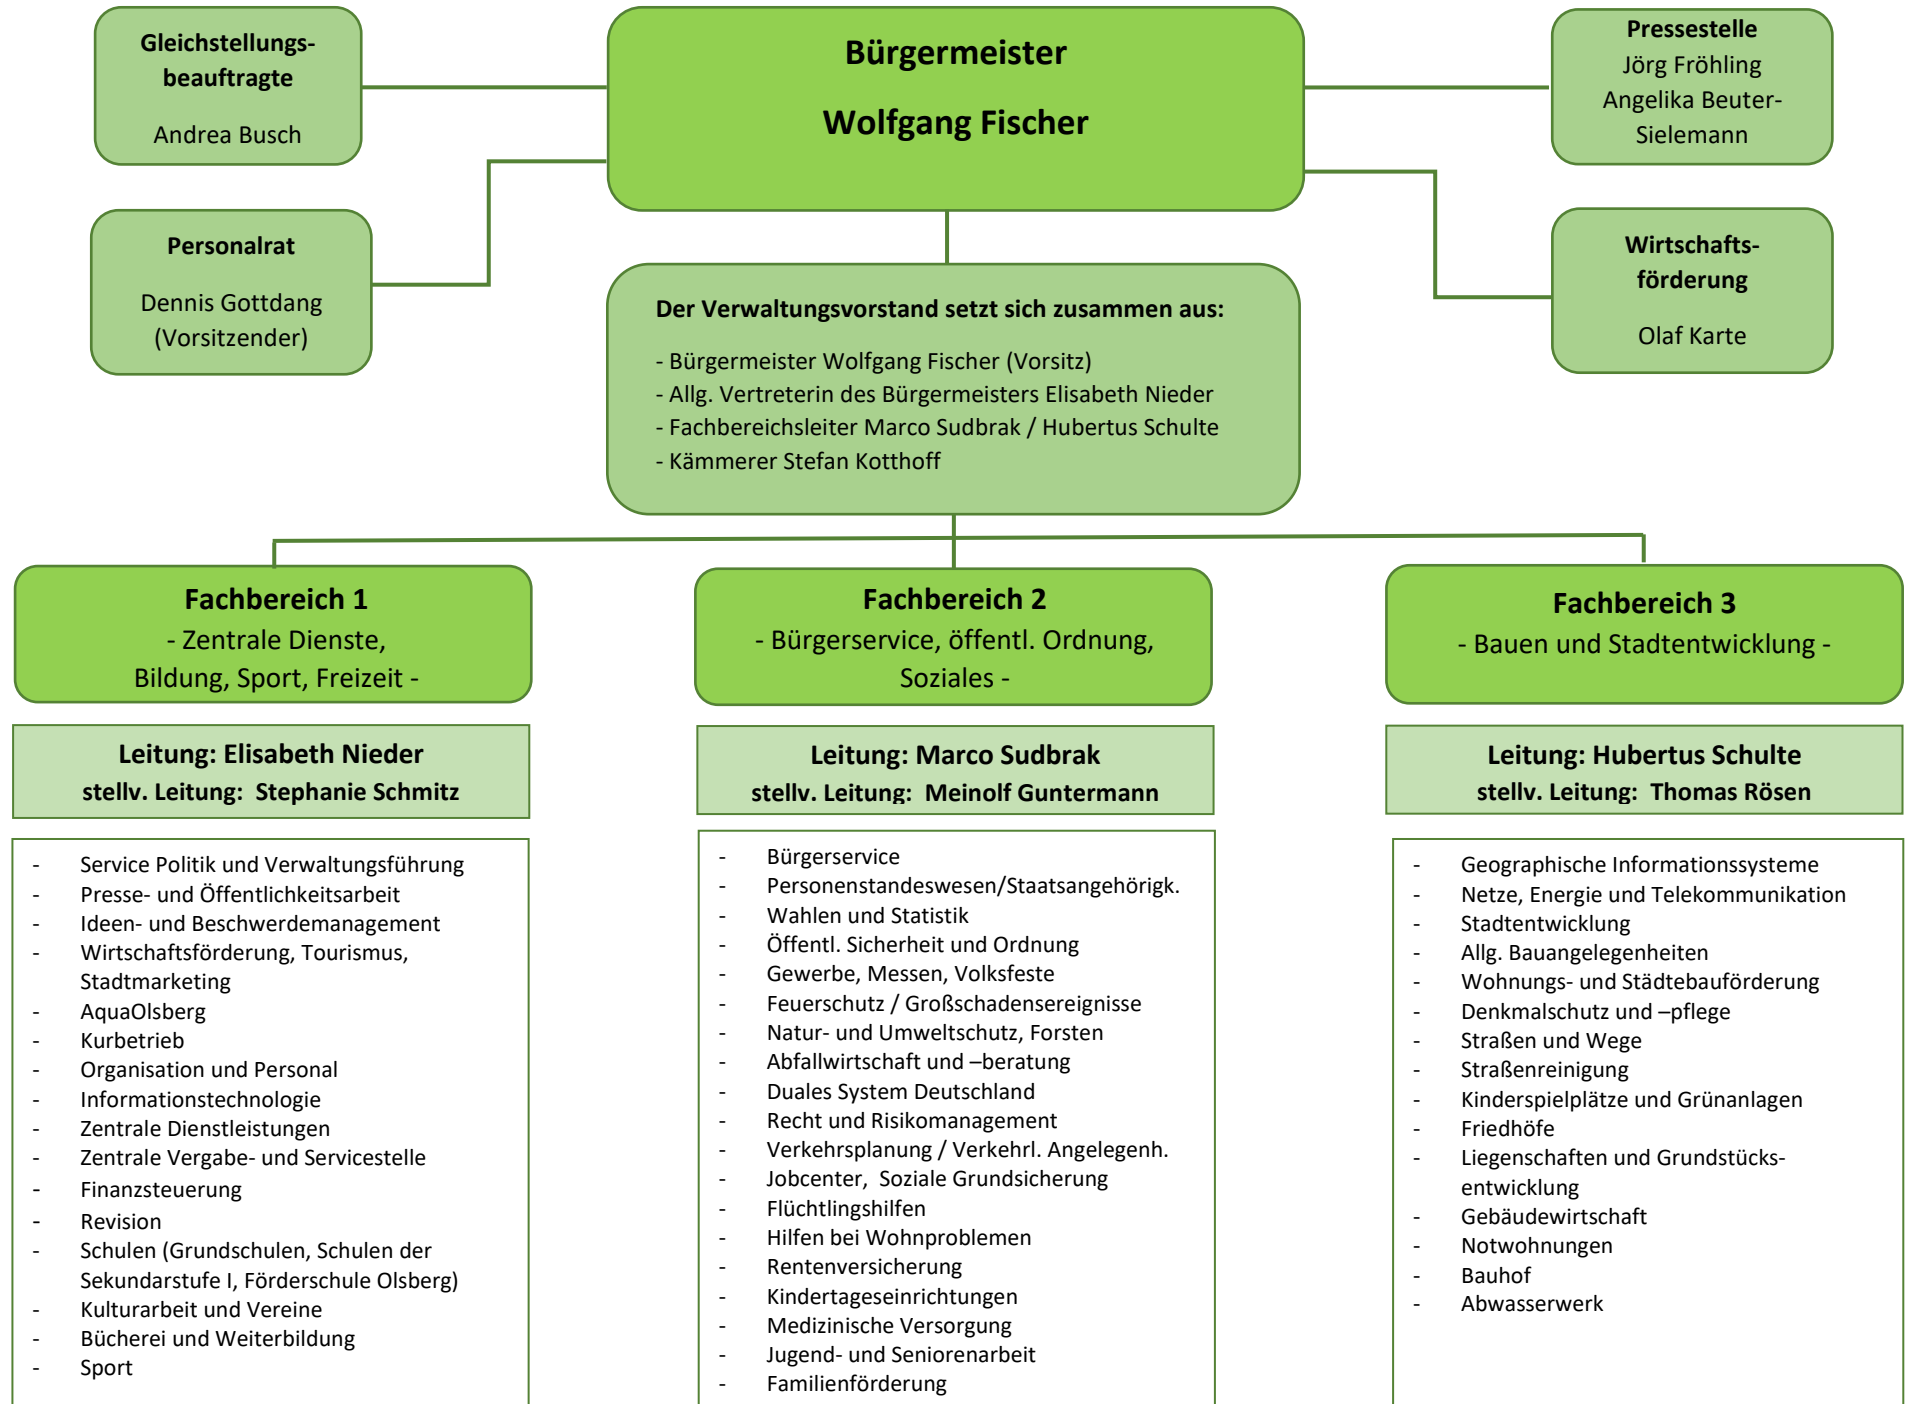 Gleichstellungs-
beauftragte
Andrea Busch
Bürgermeister
Wolfgang Fischer
Pressestelle
Jörg Fröhling
Angelika Beuter-
Sielemann
Personalrat
Dennis Gottdang
(Vorsitzender)
Wirtschafts-
förderung
Olaf Karte
Der Verwaltungsvorstand setzt sich zusammen aus:
- Bürgermeister Wolfgang Fischer (Vorsitz)
- Allg. Vertreterin des Bürgermeisters Elisabeth Nieder
- Fachbereichsleiter Marco Sudbrak / Hubertus Schulte
- Kämmerer Stefan Kotthoff
Fachbereich 1
- Zentrale Dienste,
Bildung, Sport, Freizeit -
Leitung: Elisabeth Nieder
stellv. Leitung:  Stephanie Schmitz
- Service Politik und Verwaltungsführung
- Presse- und Öffentlichkeitsarbeit
- Ideen- und Beschwerdemanagement
- Wirtschaftsförderung, Tourismus,
Stadtmarketing
- AquaOlsberg
- Kurbetrieb
- Organisation und Personal
- Informationstechnologie
- Zentrale Dienstleistungen
- Zentrale Vergabe- und Servicestelle
- Finanzsteuerung
- Revision
- Schulen (Grundschulen, Schulen der
Sekundarstufe I, Förderschule Olsberg)
- Kulturarbeit und Vereine
- Bücherei und Weiterbildung
- Sport
Fachbereich 2
- Bürgerservice, öffentl. Ordnung,
Soziales -
Leitung: Marco Sudbrak
stellv. Leitung:  Meinolf Guntermann
- Bürgerservice
- Personenstandeswesen/Staatsangehörigk.
- Wahlen und Statistik
- Öffentl. Sicherheit und Ordnung
- Gewerbe, Messen, Volksfeste
- Feuerschutz / Großschadensereignisse
- Natur- und Umweltschutz, Forsten
- Abfallwirtschaft und –beratung
- Duales System Deutschland
- Recht und Risikomanagement
- Verkehrsplanung / Verkehrl. Angelegenh.
- Jobcenter,  Soziale Grundsicherung
- Flüchtlingshilfen
- Hilfen bei Wohnproblemen
- Rentenversicherung
- Kindertageseinrichtungen
- Medizinische Versorgung
- Jugend- und Seniorenarbeit
- Familienförderung
Fachbereich 3
- Bauen und Stadtentwicklung -
Leitung: Hubertus Schulte
stellv. Leitung:  Thomas Rösen
- Geographische Informationssysteme
- Netze, Energie und Telekommunikation
- Stadtentwicklung
- Allg. Bauangelegenheiten
- Wohnungs- und Städtebauförderung
- Denkmalschutz und –pflege
- Straßen und Wege
- Straßenreinigung
- Kinderspielplätze und Grünanlagen
- Friedhöfe
- Liegenschaften und Grundstücks-
entwicklung
- Gebäudewirtschaft
- Notwohnungen
- Bauhof
- Abwasserwerk